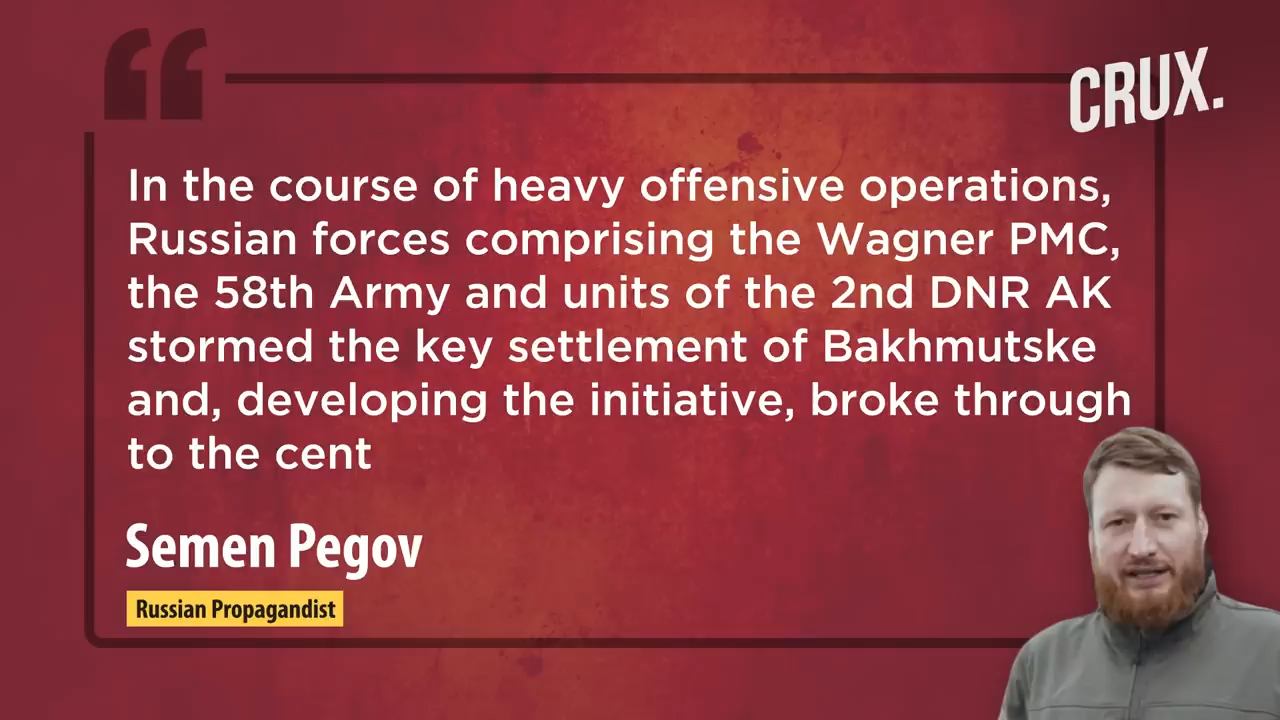 CRUX.
In the course of heavy offensive operations,
Russian forces comprising the Wagner PMC,
the 58th Army and units of the 2nd DNR AK
stormed the key settlement of Bakhmutske
and, developing the initiative, broke through
to the cent
Semen Pegov
Russian Propagandist